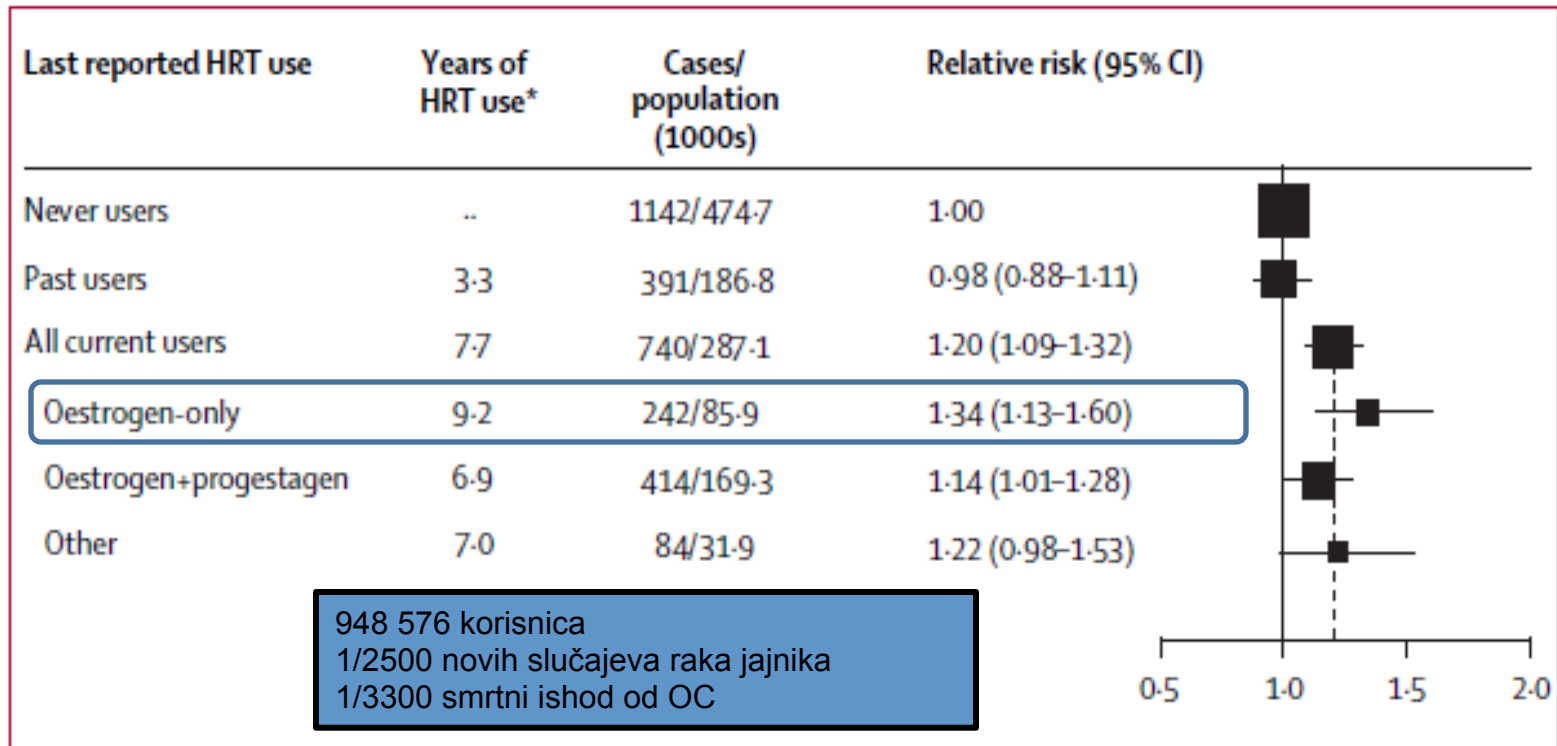 Last reported HRT use Years of HRT use* Cases/ population (1000s) Relative risk (95% CI)
Never users .. 1142/474·7 1·00
Past users 3·3 391/186·8 0·98 (0·88–1·11)
All current users 7·7 740/287·1 1·20 (1·09–1·32)
Oestrogen-only 9·2 242/85·9 1·34 (1·13–1·60)
Oestrogen+progestagen 6·9 414/169·3 1·14 (1·01–1·28)
Other 7·0 84/31·9 1·22 (0·98–1·53)
948 576 korisnica
1/2500 novih slučajeva raka jajnika
1/3300 smrtni ishod od OC
0·5 1·0 1·5 2·0